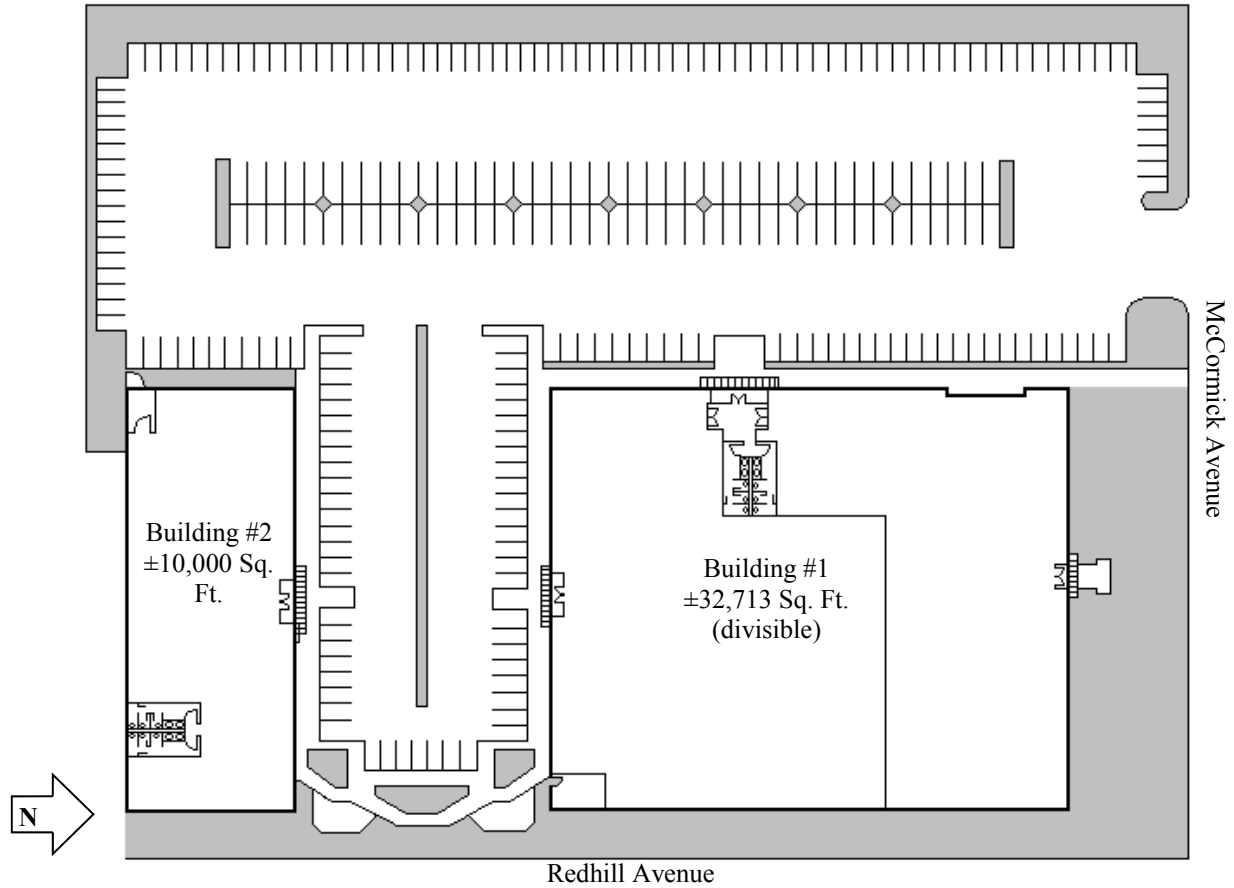 McCormick Avenue
Building #2
±10,000 Sq.
Ft.
Building #1
±32,713 Sq. Ft.
(divisible)
N
Redhill Avenue